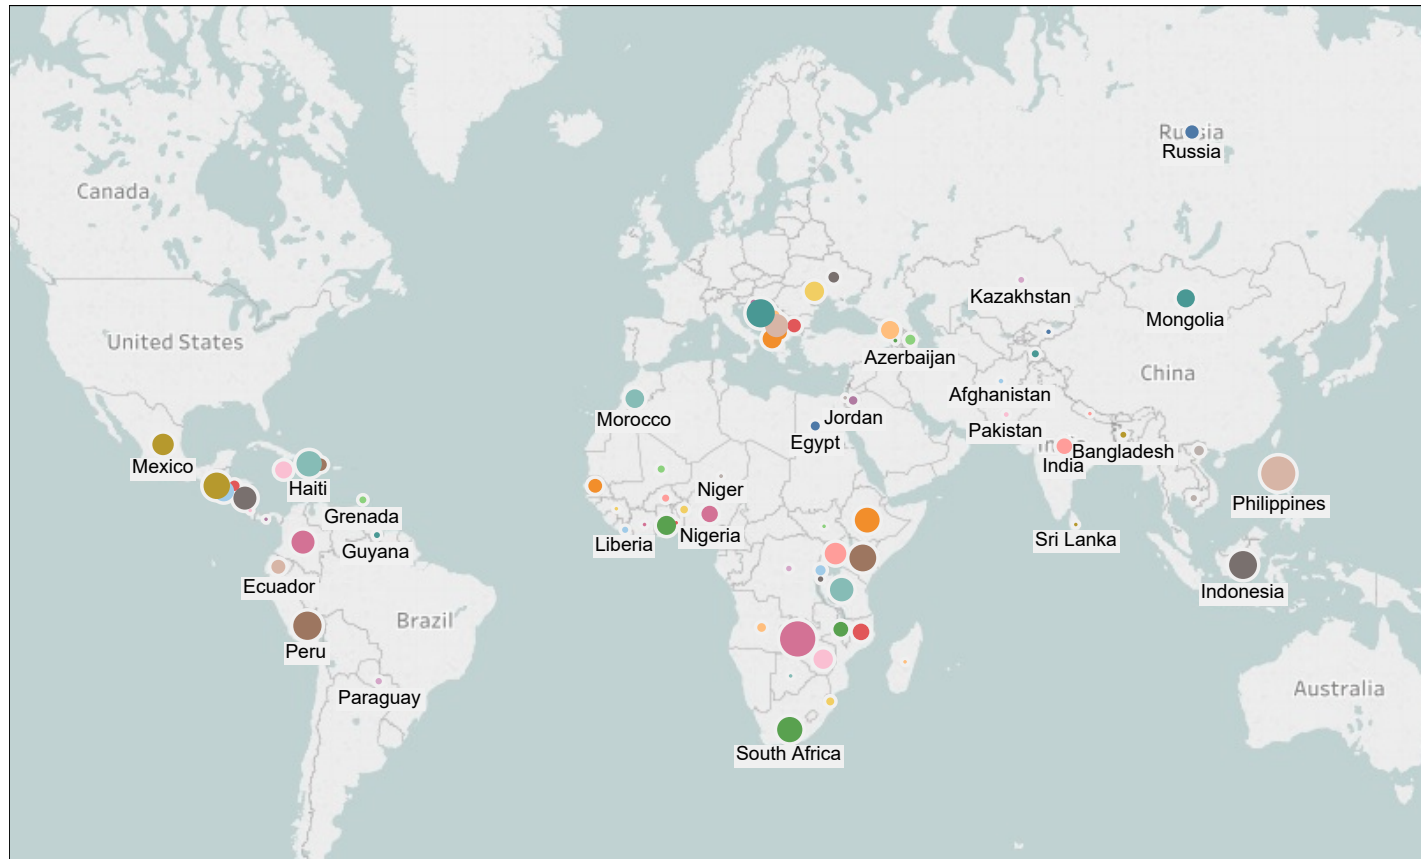 Russia
Russia
Canada
Kazakhstan
Mongolia
United States
Azerbaijan
China
Afghanistan
Jordan
Morocco
Pakistan
Egypt
Bangladesh
India
Mexico
Haiti
Niger
Philippines
Grenada
Nigeria
Liberia
Sri Lanka
Guyana
Ecuador
Indonesia
Brazil
Peru
Australia
Paraguay
South Africa